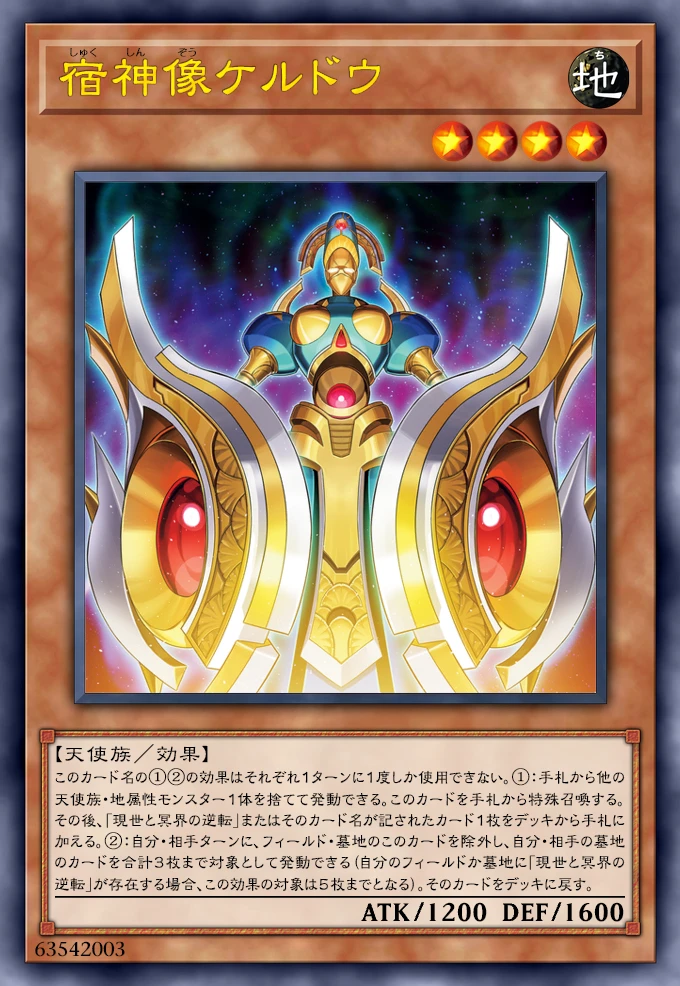 しゅく しん ぞう
宿神像ケルドウ
ち
地
【天使族／効果】
このカード名の①②の効果はそれぞれ1ターンに1度しか使用できない。①：手札から他の
天使族・地属性モンスター1体を捨てて発動できる。このカードを手札から特殊召喚する。
その後、「現世と冥界の逆転」またはそのカード名が記されたカード1枚をデッキから手札に
加える。②：自分・相手ターンに、フィールド・墓地のこのカードを除外し、自分・相手の墓地
のカードを合計3枚まで対象として発動できる（自分のフィールドか墓地に「現世と冥界の
逆転」が存在する場合、この効果の対象は5枚までとなる）。そのカードをデッキに戻す。
ATK/1200 DEF/1600
63542003